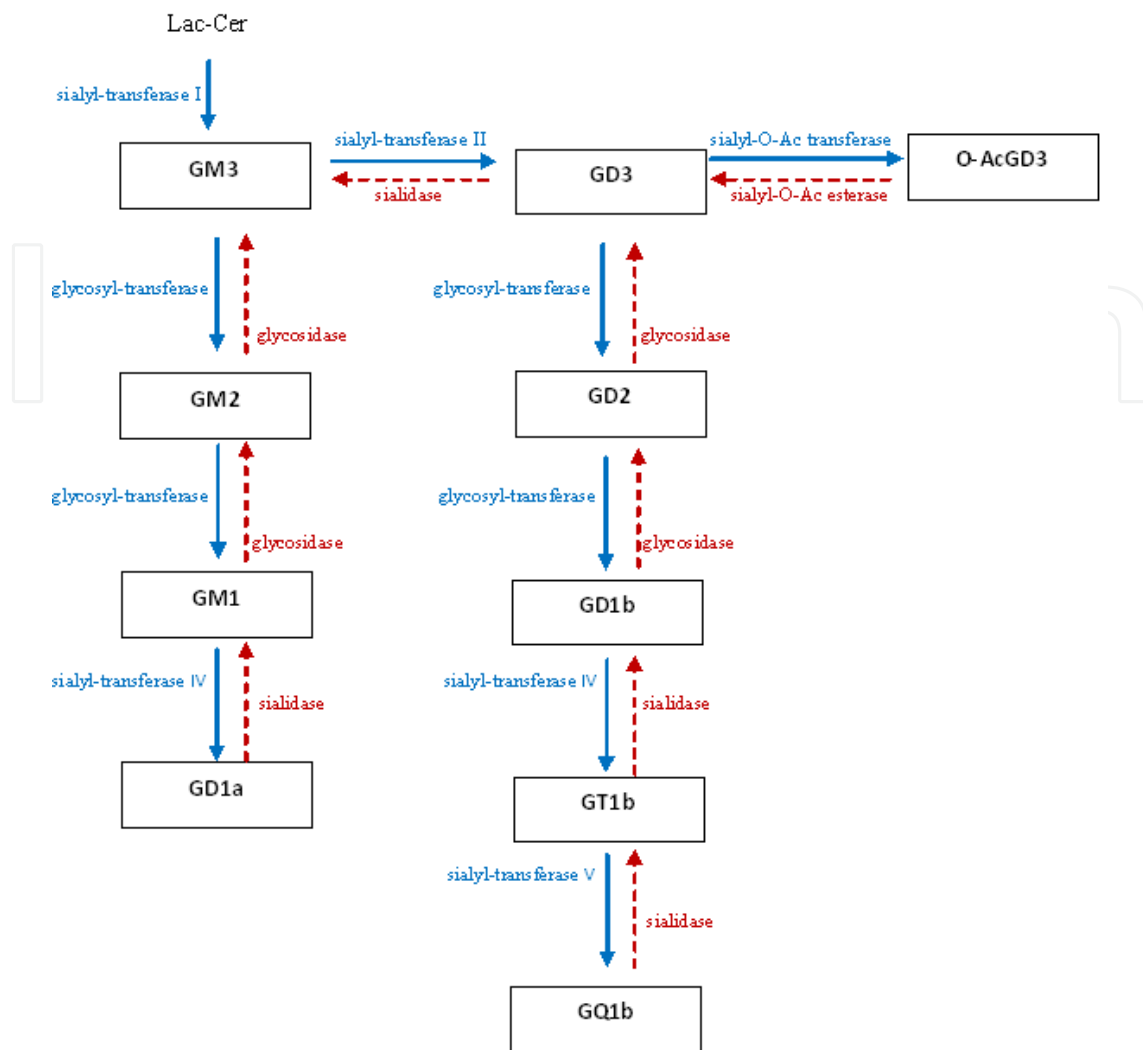 Lac-Cer
sialyl-transferase I
GM3
sialyl-transferase II
sialidase
GD3
sialyl-O-Ac transferase
sialyl-O-Ac esterase
O-AcGD3
glycosyl-transferase
glycosidase
glycosyl-transferase
glycosidase
GM2
GD2
glycosyl-transferase
glycosidase
glycosyl-transferase
glycosidase
GM1
GD1b
sialyl-transferase IV
sialidase
sialyl-transferase IV
sialidase
GD1a
GT1b
sialyl-transferase V
sialidase
GQ1b